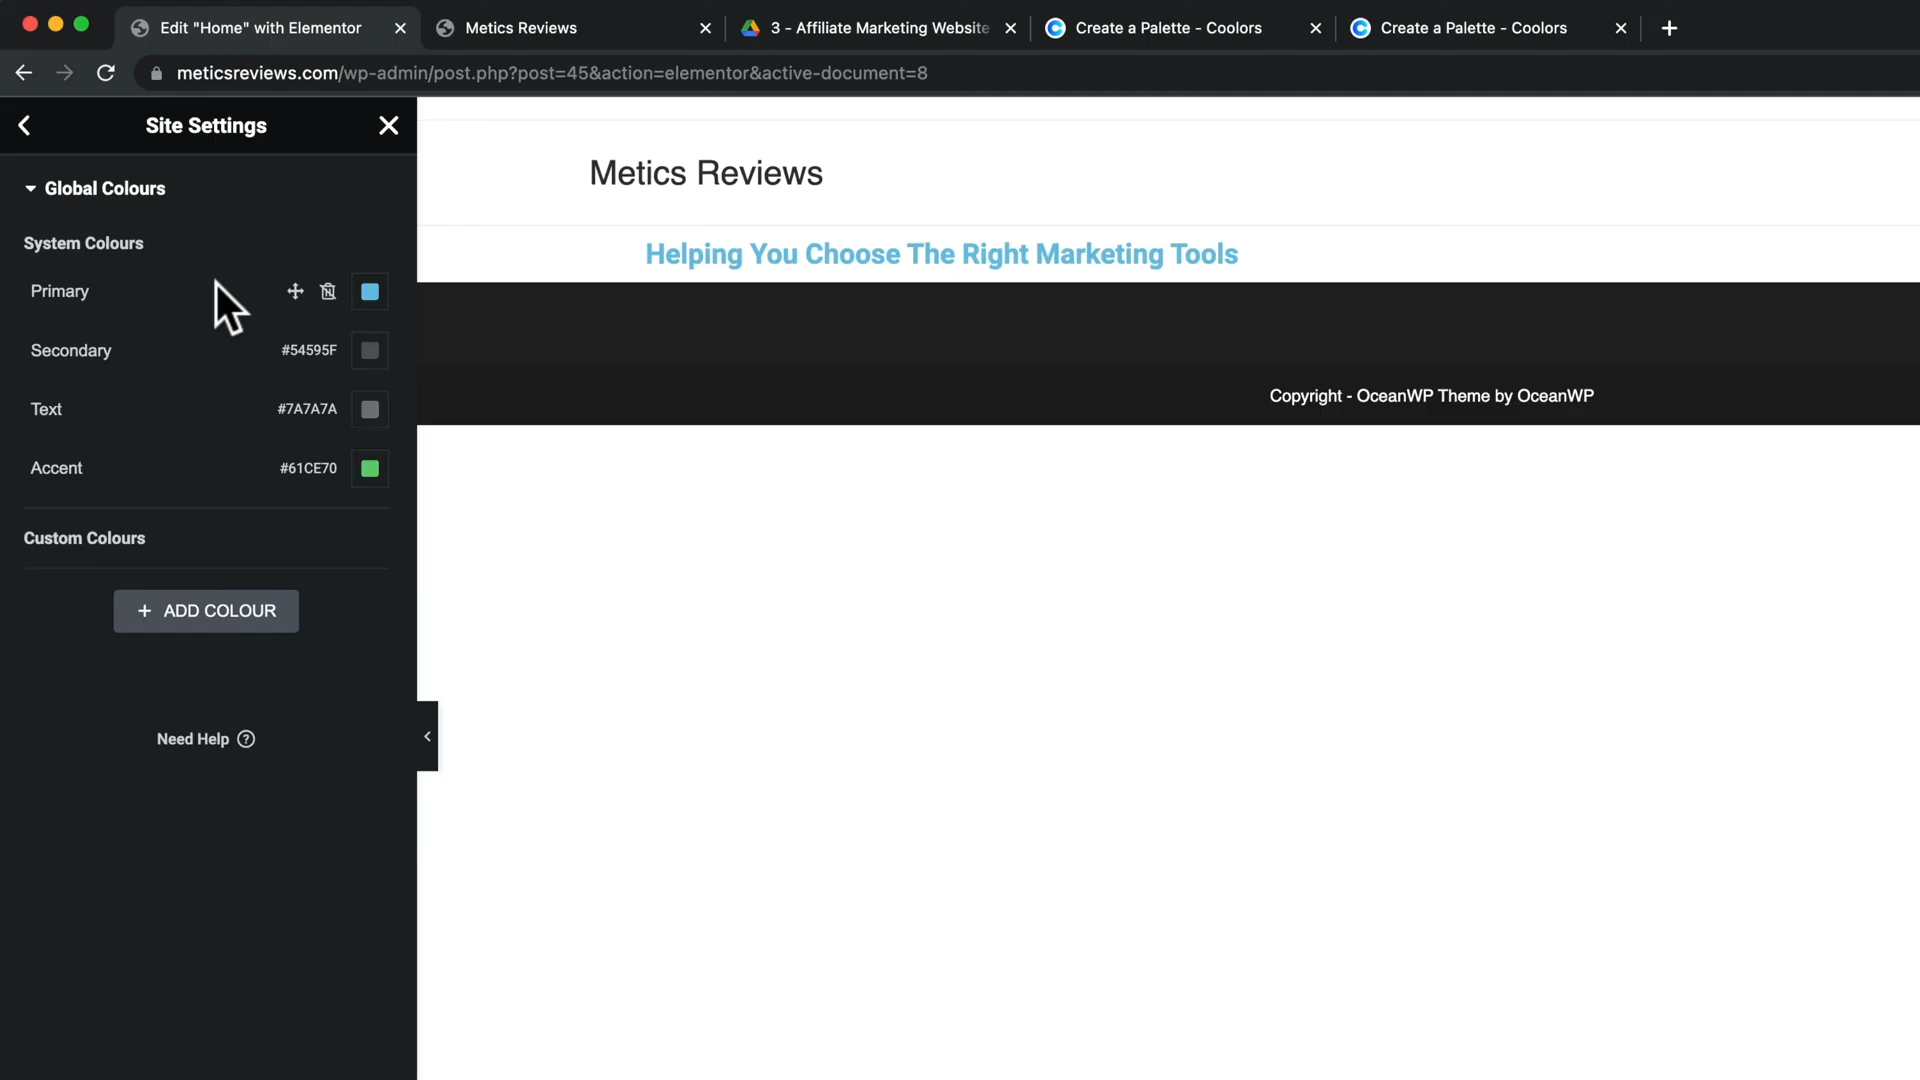 Edit "Home" with Elementor
Metics Reviews
3 - Affiliate Marketing Website
Create a Palette - Coolors
Create a Palette - Coolors
meticsreviews.com/wp-admin/post.php?post=45&action=elementor&active-document=8
Site Settings
Global Colours
System Colours
Primary
Secondary #54595F
Text #7A7A7A
Accent #61CE70
Custom Colours
+ ADD COLOUR
Need Help ?
Metics Reviews
Helping You Choose The Right Marketing Tools
Copyright - OceanWP Theme by OceanWP